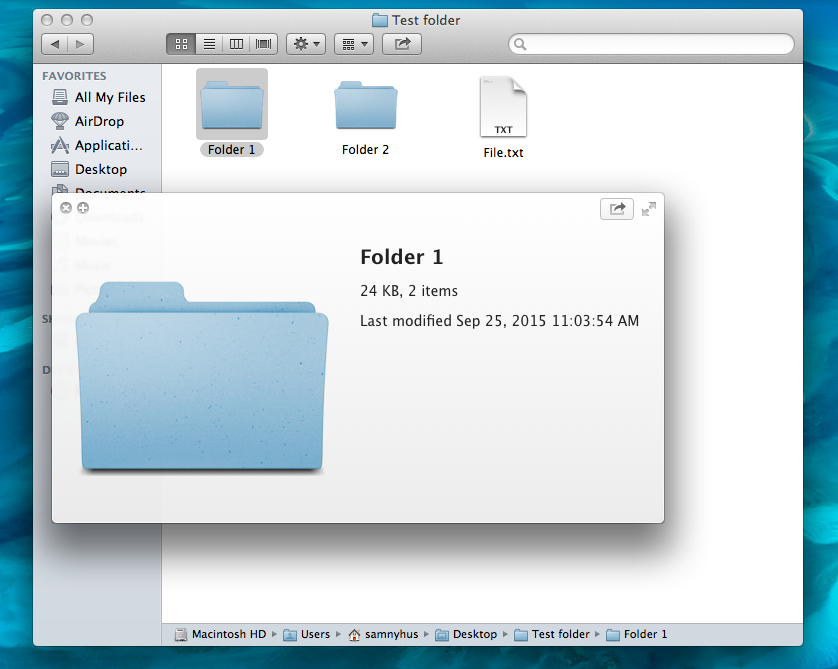 Test folder
FAVORITES
All My Files
AirDrop
Applicati...
Desktop
Documents
Folder 1
Folder 2
TXT
File.txt
Folder 1
24 KB, 2 items
Last modified Sep 25, 2015 11:03:54 AM
Macintosh HD ▸ Users ▸ samnyhus ▸ Desktop ▸ Test folder ▸ Folder 1